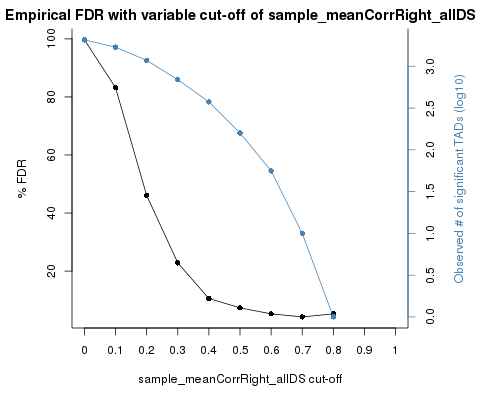 Empirical FDR with variable cut-off of sample_meanCorrRight_allDS
% FDR
100
80
60
40
20
3.0
2.5
2.0
1.5
1.0
0.5
0.0
Observed # of significant TADs (log10)
0 0.1 0.2 0.3 0.4 0.5 0.6 0.7 0.8 0.9 1
sample_meanCorrRight_allDS cut-off